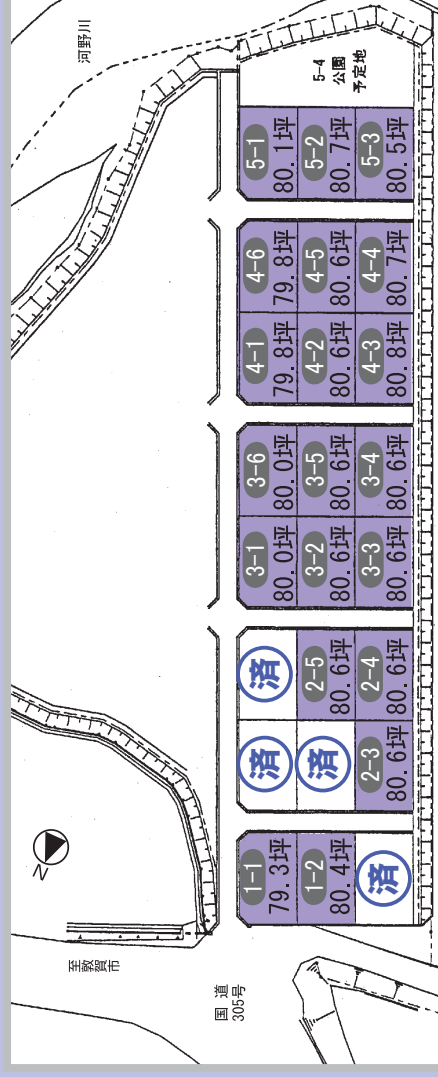 河野川
5-4
公園
予定地
5-1
80.1坪
5-2
80.7坪
5-3
80.5坪
4-6
79.8坪
4-5
80.6坪
4-4
80.7坪
4-1
79.8坪
4-2
80.6坪
4-3
80.8坪
3-6
80.0坪
3-5
80.6坪
3-4
80.6坪
3-1
80.0坪
3-2
80.6坪
3-3
80.6坪
済
2-5
80.6坪
2-4
80.6坪
済
済
2-3
80.6坪
1-1
79.3坪
1-2
80.4坪
済
N
至敦賀市
国道
305号